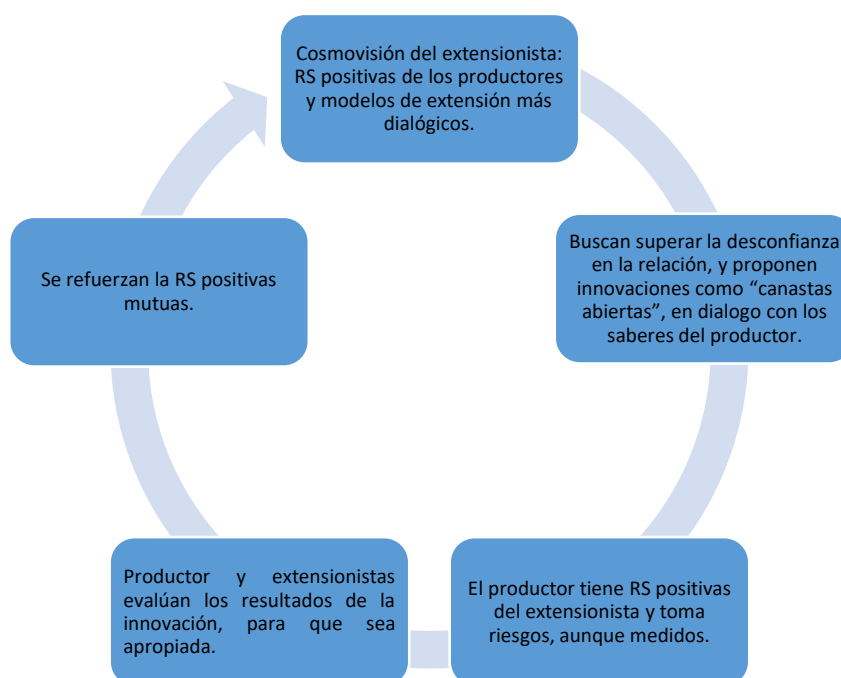 Cosmovisión del extensionista:
RS positivas de los productores
y modelos de extensión más
dialógicos.
Buscan superar la desconfianza
en la relación, y proponen
innovaciones como “canastas
abiertas”, en dialogo con los
saberes del productor.
El productor tiene RS positivas
del extensionista y toma
riesgos, aunque medidos.
Productor y extensionistas
evalúan los resultados de la
innovación, para que sea
apropiada.
Se refuerzan la RS positivas
mutuas.